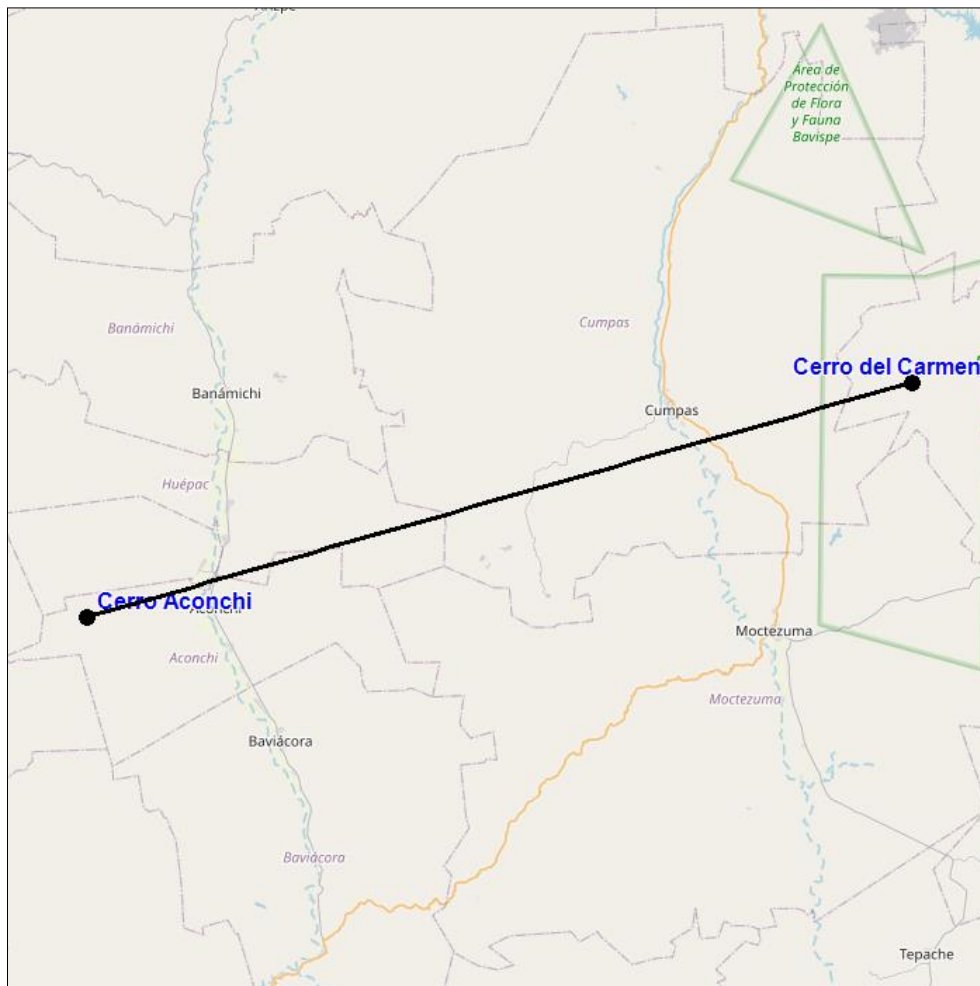 Área de
Protección
de Flora
y Fauna
Bavispe
Banámichi
Cumpas
Cerro del Carmen
Banámichi
Cumpas
Huépac
Cerro Aconchi
Aconchi
Moctezuma
Aconchi
Moctezuma
Baviácora
Baviácora
Tepache